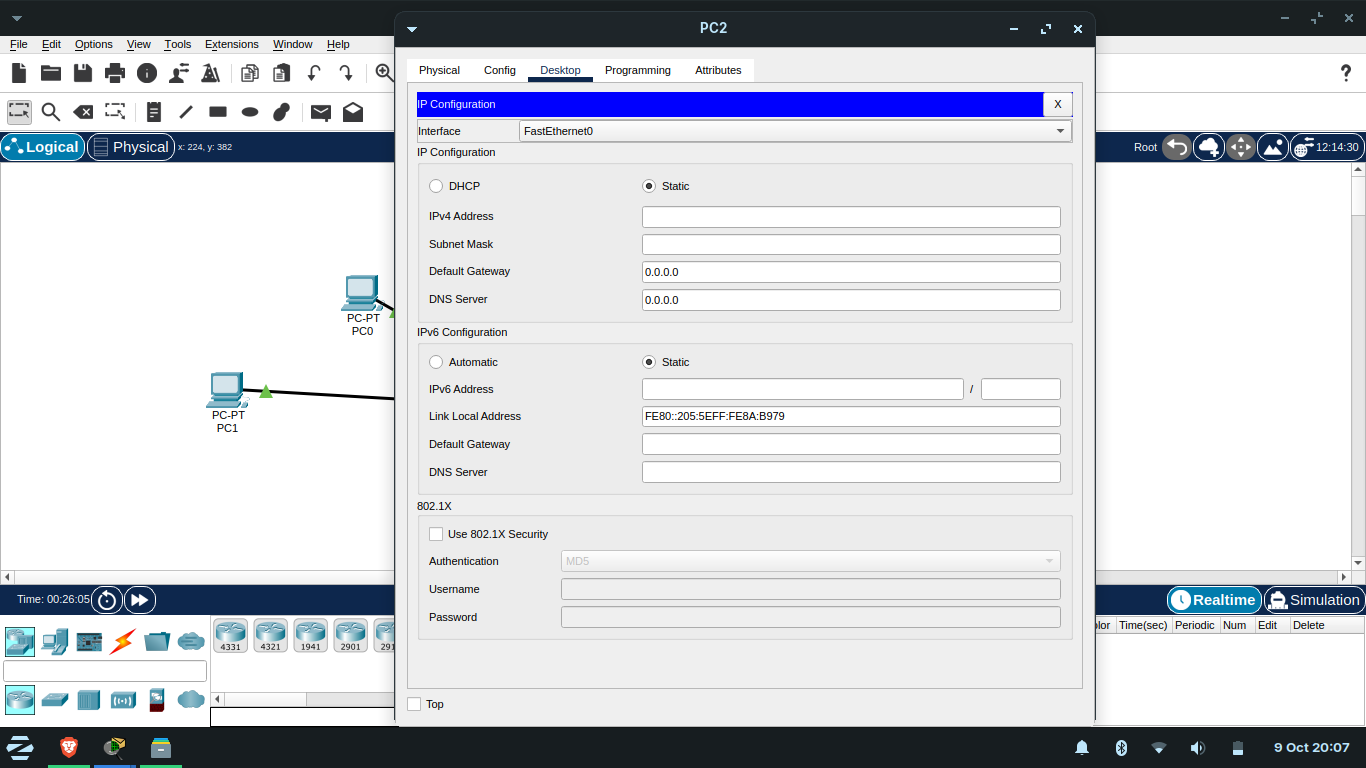 PC2
File Edit Options View Tools Extensions Window Help
Physical Config Desktop Programming Attributes
?
IP Configuration X
Interface FastEthernet0
Logical Physical x: 224, y: 382
Root 12:14:30
IP Configuration
DHCP Static
IPv4 Address
Subnet Mask
Default Gateway 0.0.0.0
DNS Server 0.0.0.0
PC-PT
PC0
IPv6 Configuration
Automatic Static
IPv6 Address /
Link Local Address FE80::205:5EFF:FE8A:B979
Default Gateway
DNS Server
PC-PT
PC1
802.1X
Use 802.1X Security
Authentication MD5
Username
Password
Top
Time: 00:26:05
Realtime Simulation
4331 4321 1941 2901
Time(sec) Periodic Num Edit Delete
9 Oct 20:07